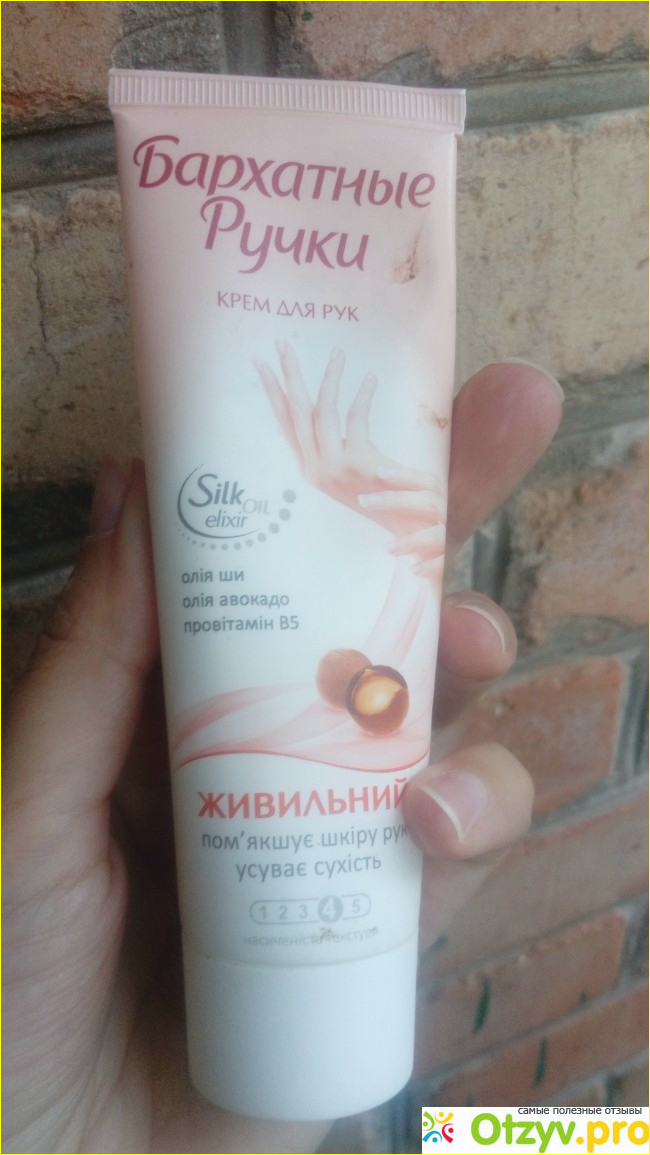 Бархатные
Ручки
КРЕМ ДЛЯ РУК
Silk OIL
elixir
олія ши
олія авокадо
провітамін В5
ЖИВИЛЬНИЙ
пом'якшує шкіру рук
усуває сухість
1 2 3 4 5
насиченість текстури
самые полезные отзывы
Otzyv.pro